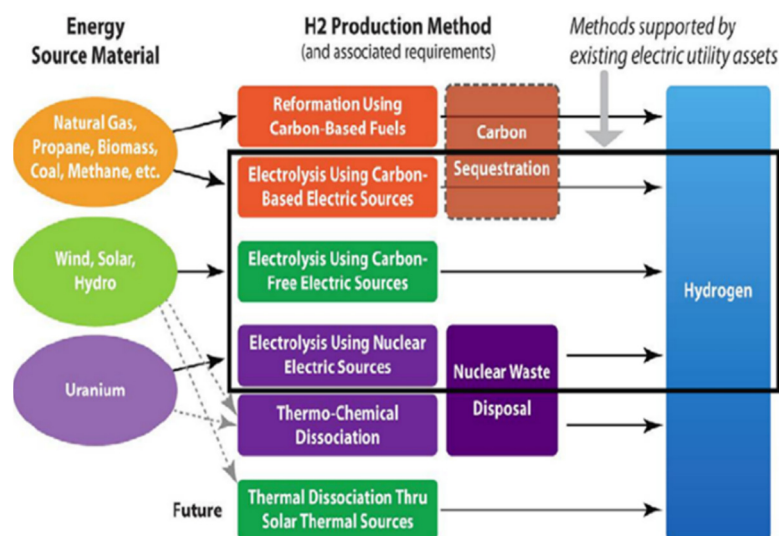 Energy
Source Material
H2 Production Method
(and associated requirements)
Methods supported by
existing electric utility assets
Natural Gas,
Propane, Biomass,
Coal, Methane, etc.
Reformation Using
Carbon-Based Fuels
Carbon
Sequestration
Electrolysis Using Carbon-
Based Electric Sources
Wind, Solar,
Hydro
Electrolysis Using Carbon-
Free Electric Sources
Hydrogen
Uranium
Electrolysis Using Nuclear
Electric Sources
Nuclear Waste
Disposal
Thermo-Chemical
Dissociation
Future
Thermal Dissociation Thru
Solar Thermal Sources